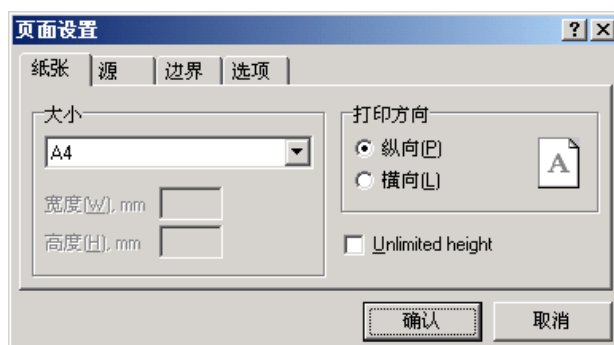 页面设置
纸张 源 边界 选项
大小
A4
宽度(W), mm
高度(H), mm
打印方向
纵向(P)
横向(L)
A
Unlimited height
确认 取消